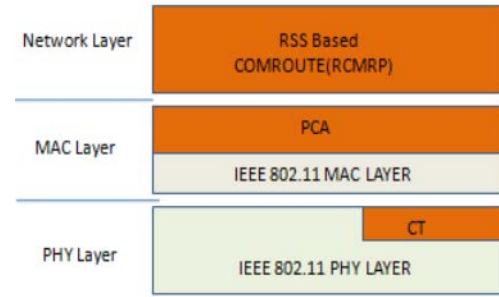 Network Layer
RSS Based
COMROUTE(RCMRP)
MAC Layer
PCA
IEEE 802.11 MAC LAYER
PHY Layer
CT
IEEE 802.11 PHY LAYER